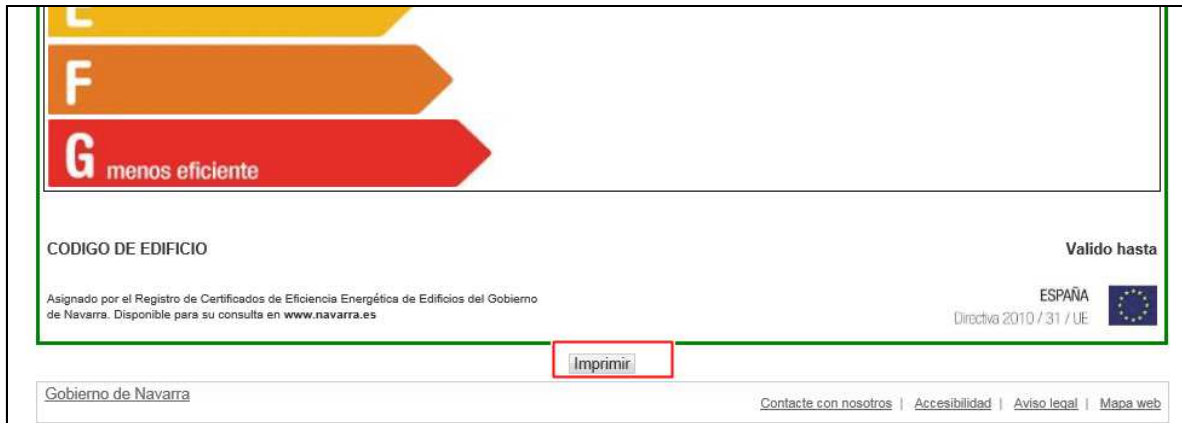 E
F
G menos eficiente
CODIGO DE EDIFICIO
Valido hasta
Asignado por el Registro de Certificados de Eficiencia Energética de Edificios del Gobierno
de Navarra. Disponible para su consulta en www.navarra.es
ESPAÑA
Directiva 2010 / 31 / UE
Imprimir
Gobierno de Navarra
Contacte con nosotros | Accesibilidad | Aviso legal | Mapa web